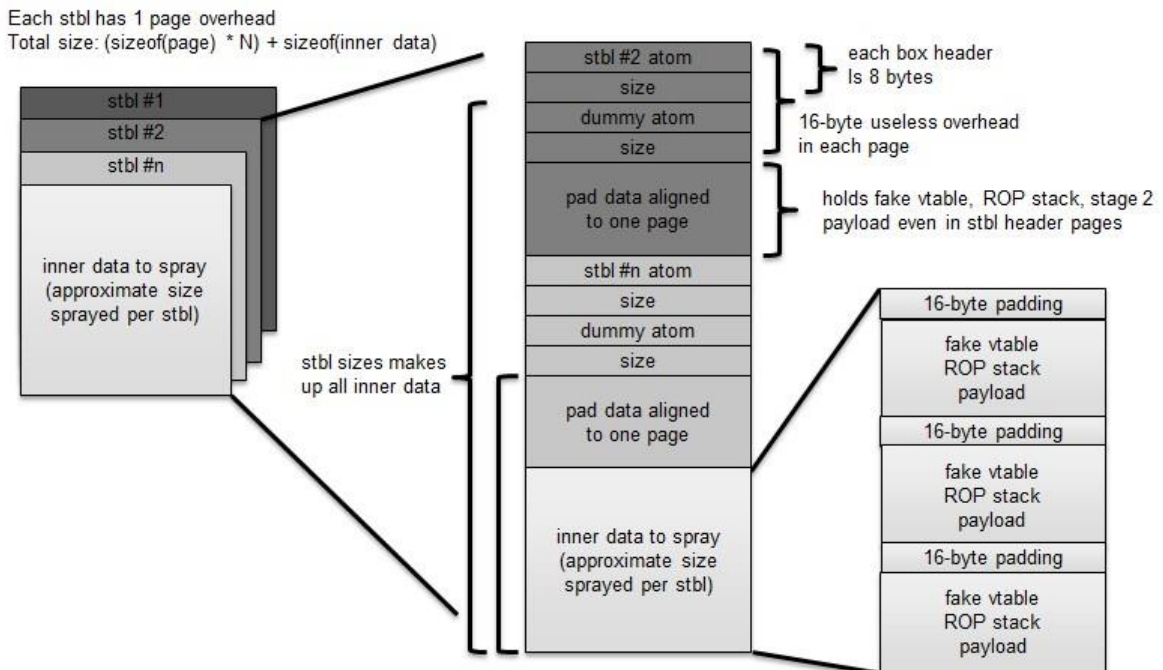 Each stbl has 1 page overhead
Total size: (sizeof(page) * N) + sizeof(inner data)
stbl #1
stbl #2
stbl #n
inner data to spray
(approximate size
sprayed per stbl)
stbl #2 atom
size
dummy atom
size
pad data aligned
to one page
stbl #n atom
size
dummy atom
size
pad data aligned
to one page
inner data to spray
(approximate size
sprayed per stbl)
each box header
Is 8 bytes
16-byte useless overhead
in each page
holds fake vtable, ROP stack, stage 2
payload even in stbl header pages
stbl sizes makes
up all inner data
16-byte padding
fake vtable
ROP stack
payload
16-byte padding
fake vtable
ROP stack
payload
16-byte padding
fake vtable
ROP stack
payload